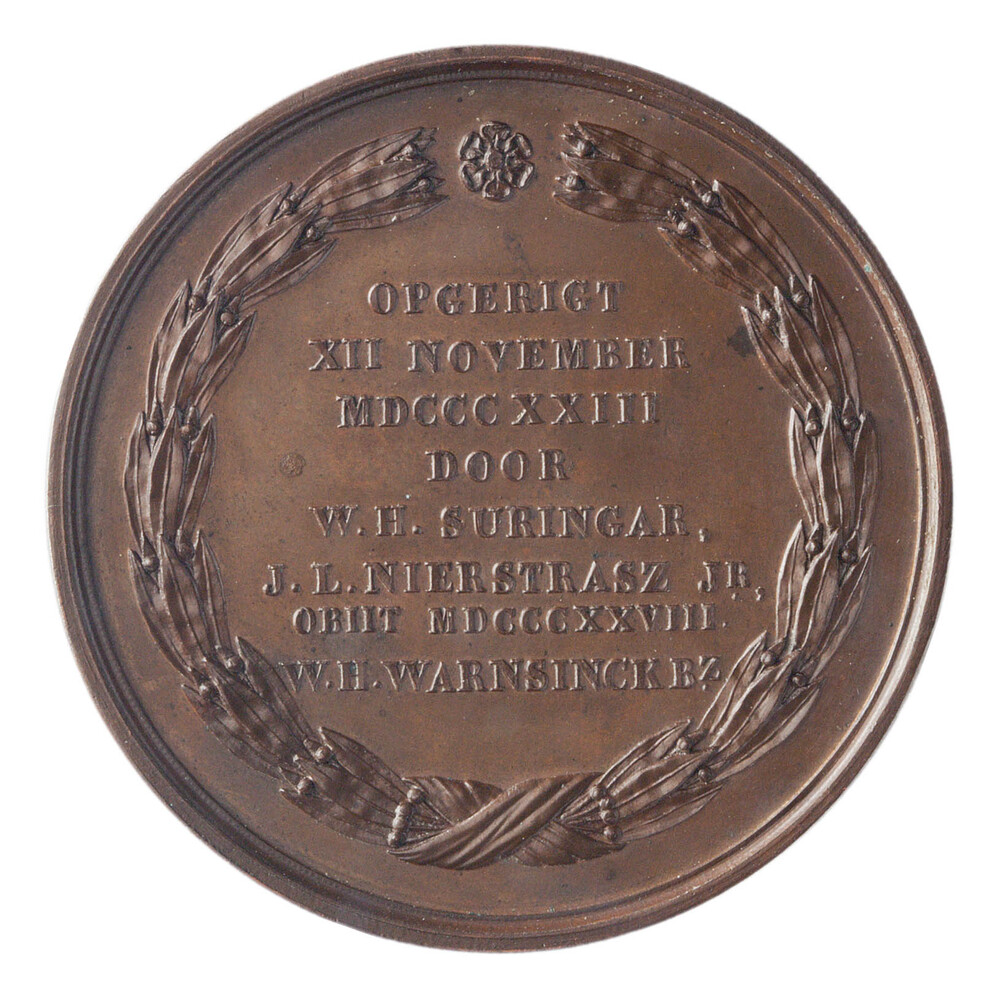 OPGERIGT
XII NOVEMBER
MDCCCXXIII
DOOR
W.H. SURINGAR,
J.L. NIERSTRASZ JR,
OBIIT MDCCCXXVIII.
W.H. WARNSINCK BZ